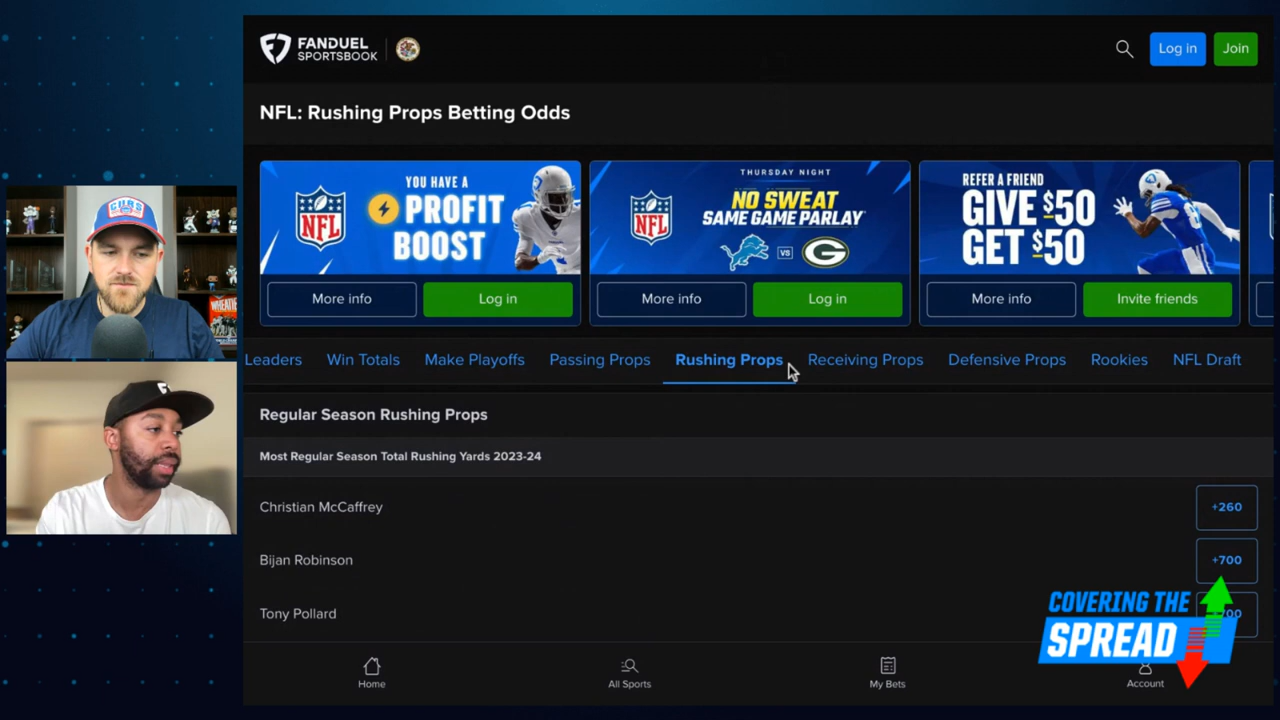 FANDUEL
SPORTSBOOK
Log in
Join
NFL: Rushing Props Betting Odds
NFL
YOU HAVE A
PROFIT
BOOST
More info
Log in
NFL
THURSDAY NIGHT
NO SWEAT
SAME GAME PARLAY
VS
G
More info
Log in
REFER A FRIEND
GIVE $50
GET $50
More info
Invite friends
Leaders
Win Totals
Make Playoffs
Passing Props
Rushing Props
Receiving Props
Defensive Props
Rookies
NFL Draft
Regular Season Rushing Props
Most Regular Season Total Rushing Yards 2023-24
Christian McCaffrey
+260
Bijan Robinson
+700
Tony Pollard
Home
All Sports
My Bets
Account
COVERING THE
SPREAD
CUBS
WHEATIES